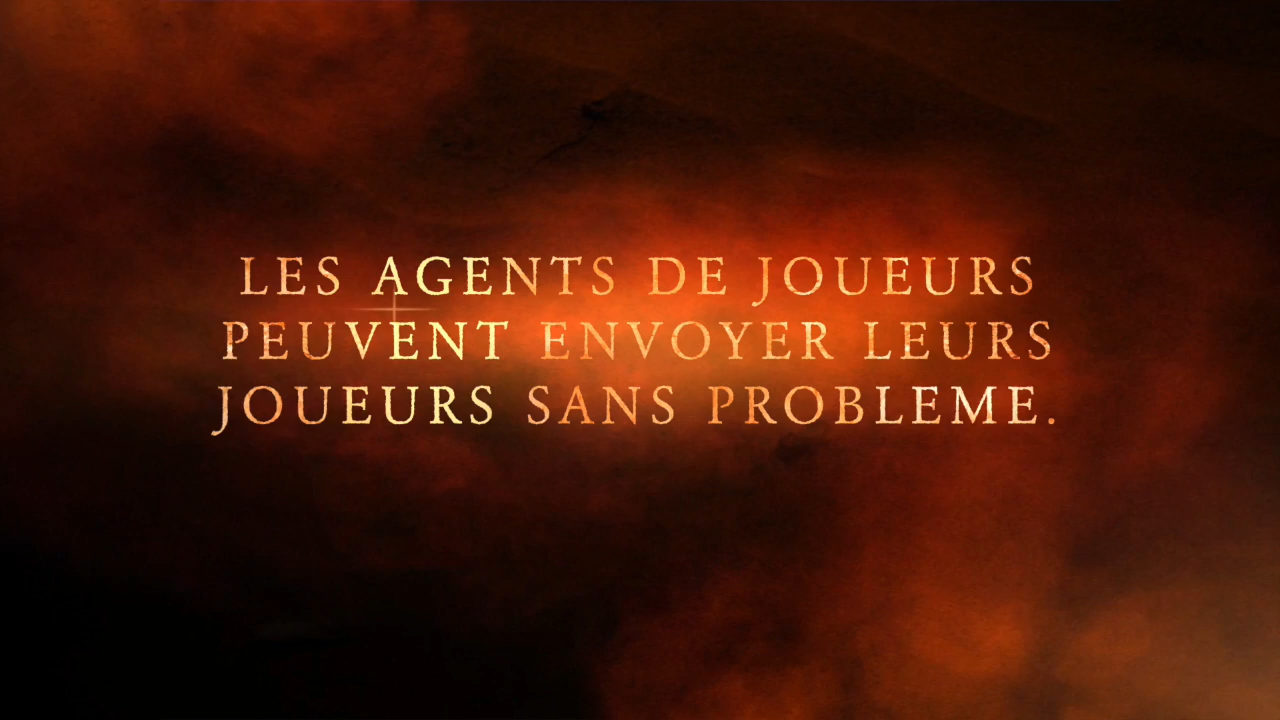 LES AGENTS DE JOUEURS
PEUVENT ENVOYER LEURS
JOUEURS SANS PROBLEME.